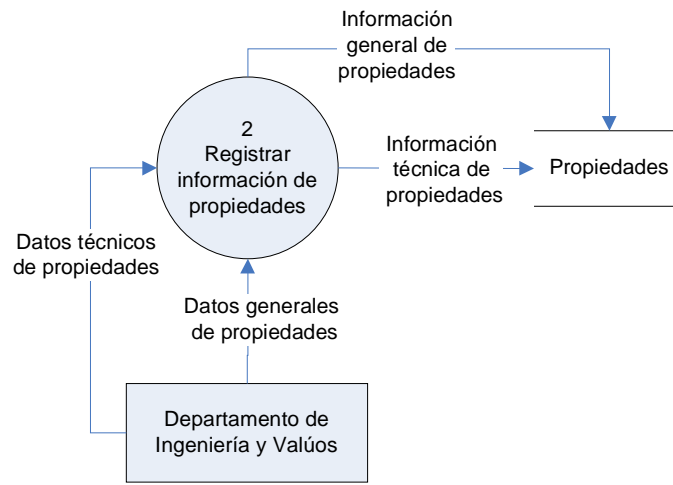 Información
general de
propiedades
2
Registrar
información de
propiedades
Información
técnica de
propiedades
Propiedades
Datos técnicos
de propiedades
Datos generales
de propiedades
Departamento de
Ingeniería y Valúos